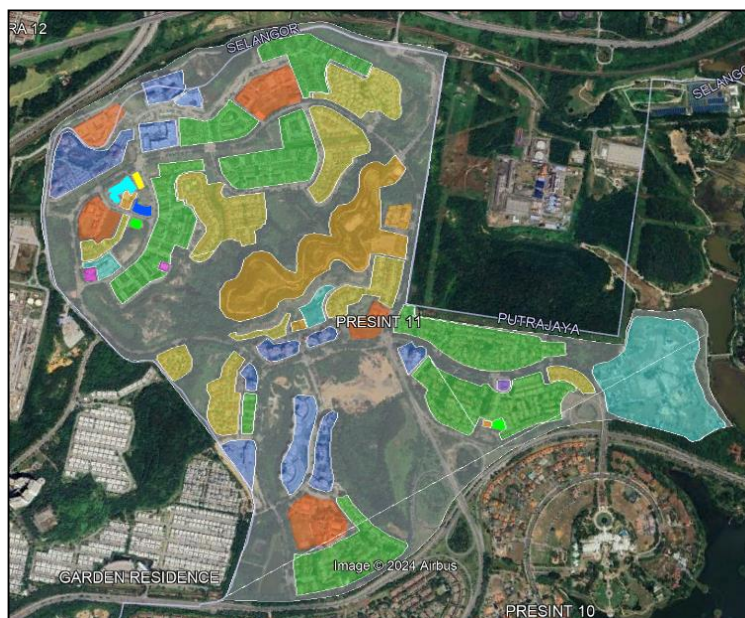 RA 12
SELANGOR
SELANGOR
PRESINT 11
PUTRAJAYA
Image © 2024 Airbus
GARDEN RESIDENCE
PRESINT 10